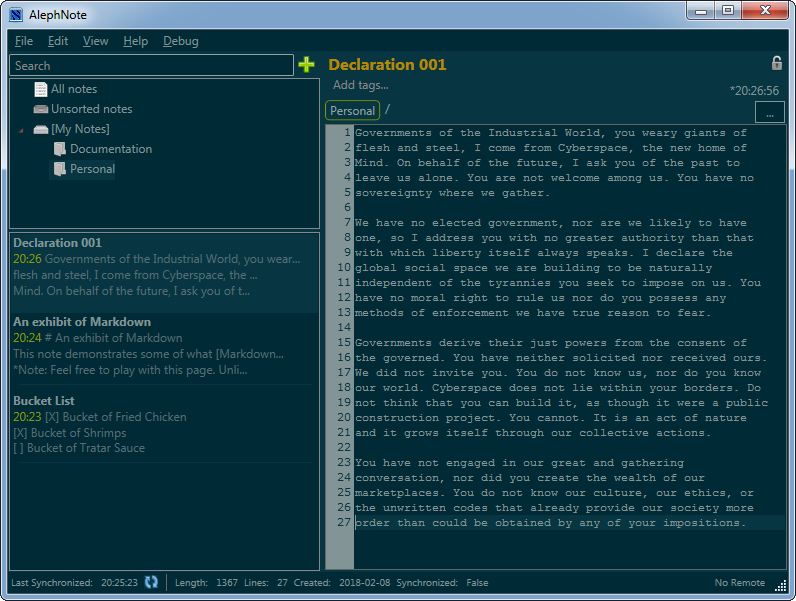 AlephNote
File Edit View Help Debug
Search
All notes
Unsorted notes
[My Notes]
Documentation
Personal
Declaration 001
20:26 Governments of the Industrial World, you wear...
flesh and steel, I come from Cyberspace, the ...
Mind. On behalf of the future, I ask you of t...
An exhibit of Markdown
20:24 # An exhibit of Markdown
This note demonstrates some of what [Markdown...
*Note: Feel free to play with this page. Unli...
Bucket List
20:23 [X] Bucket of Fried Chicken
[X] Bucket of Shrimps
[ ] Bucket of Tratar Sauce
Declaration 001
Add tags...
*20:26:56
Personal /
...
1 Governments of the Industrial World, you weary giants of
2 flesh and steel, I come from Cyberspace, the new home of
3 Mind. On behalf of the future, I ask you of the past to
4 leave us alone. You are not welcome among us. You have no
5 sovereignty where we gather.
6
7 We have no elected government, nor are we likely to have
8 one, so I address you with no greater authority than that
9 with which liberty itself always speaks. I declare the
10 global social space we are building to be naturally
11 independent of the tyrannies you seek to impose on us. You
12 have no moral right to rule us nor do you possess any
13 methods of enforcement we have true reason to fear.
14
15 Governments derive their just powers from the consent of
16 the governed. You have neither solicited nor received ours.
17 We did not invite you. You do not know us, nor do you know
18 our world. Cyberspace does not lie within your borders. Do
19 not think that you can build it, as though it were a public
20 construction project. You cannot. It is an act of nature
21 and it grows itself through our collective actions.
22
23 You have not engaged in our great and gathering
24 conversation, nor did you create the wealth of our
25 marketplaces. You do not know our culture, our ethics, or
26 the unwritten codes that already provide our society more
27 order than could be obtained by any of your impositions.
Last Synchronized: 20:25:23 Length: 1367 Lines: 27 Created: 2018-02-08 Synchronized: False No Remote